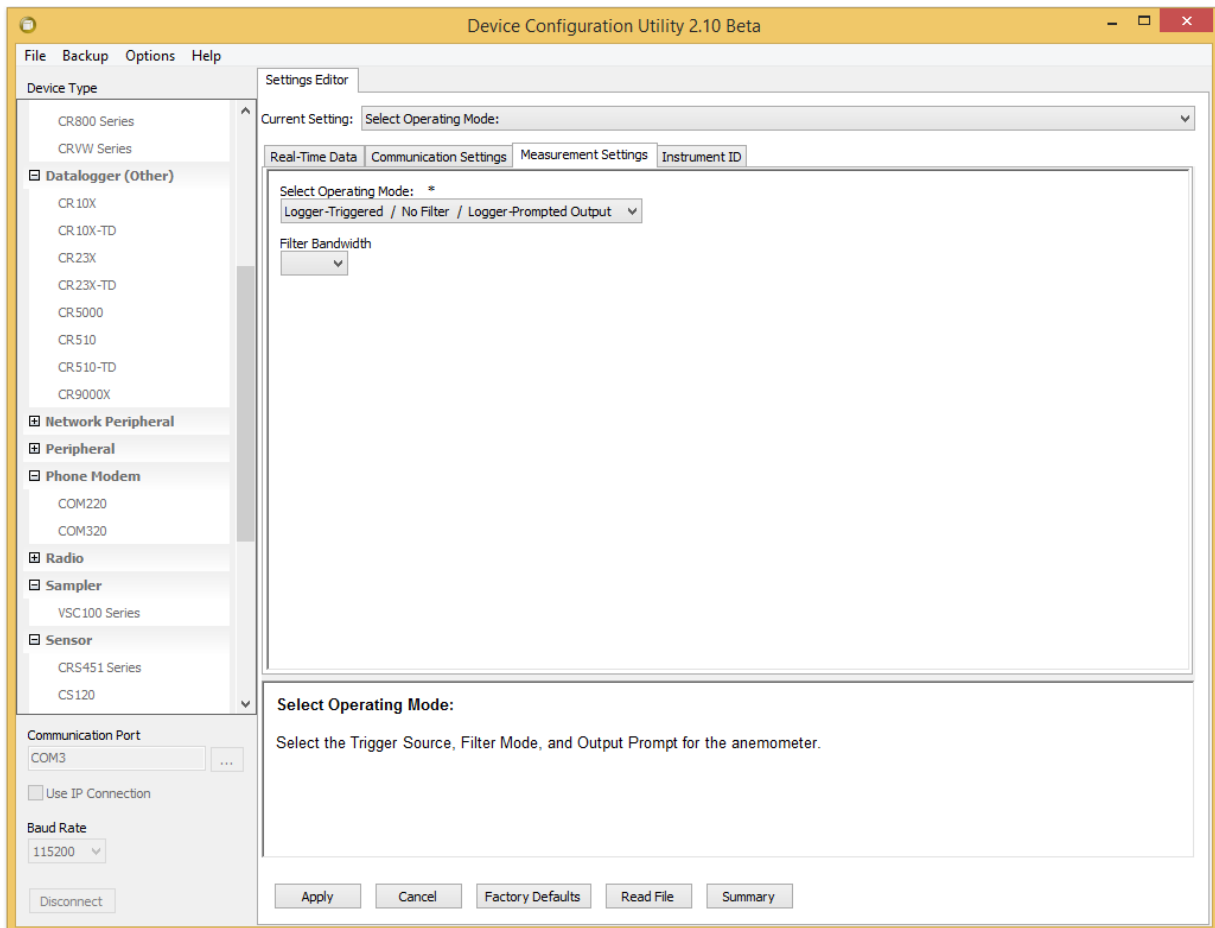 Device Configuration Utility 2.10 Beta
File Backup Options Help
Device Type
CR800 Series
CRVW Series
Datalogger (Other)
CR10X
CR10X-TD
CR23X
CR23X-TD
CR5000
CR510
CR510-TD
CR9000X
Network Peripheral
Peripheral
Phone Modem
COM220
COM320
Radio
Sampler
VSC100 Series
Sensor
CRS451 Series
CS120
Communication Port
COM3
...
Use IP Connection
Baud Rate
115200
Disconnect
Settings Editor
Current Setting: Select Operating Mode:
Real-Time Data Communication Settings Measurement Settings Instrument ID
Select Operating Mode: *
Logger-Triggered / No Filter / Logger-Prompted Output
Filter Bandwidth
Select Operating Mode:
Select the Trigger Source, Filter Mode, and Output Prompt for the anemometer.
Apply Cancel Factory Defaults Read File Summary